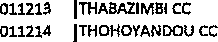 011213 THABAZIMBI CC
011214 THOHOYANDOU CC